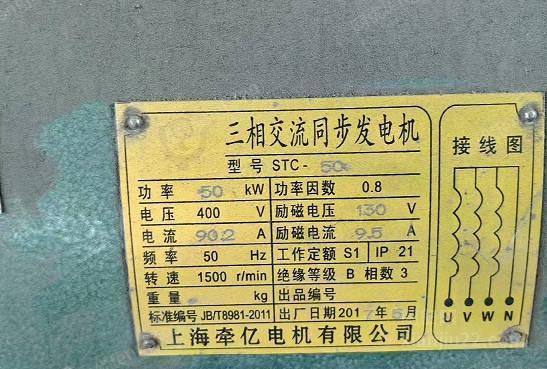 三相交流同步发电机
型号 STC- 50
功率 50 kW 功率因数 0.8
电压 400 V 励磁电压 130 V
电流 90.2 A 励磁电流 9.5 A
频率 50 Hz 工作定额 S1 IP 21
转速 1500 r/min 绝缘等级 B 相数 3
重量 kg 出品编号
标准编号 JB/T8981-2011 出厂日期 2017年5月
上海牵亿电机有限公司
接线图
U V W N